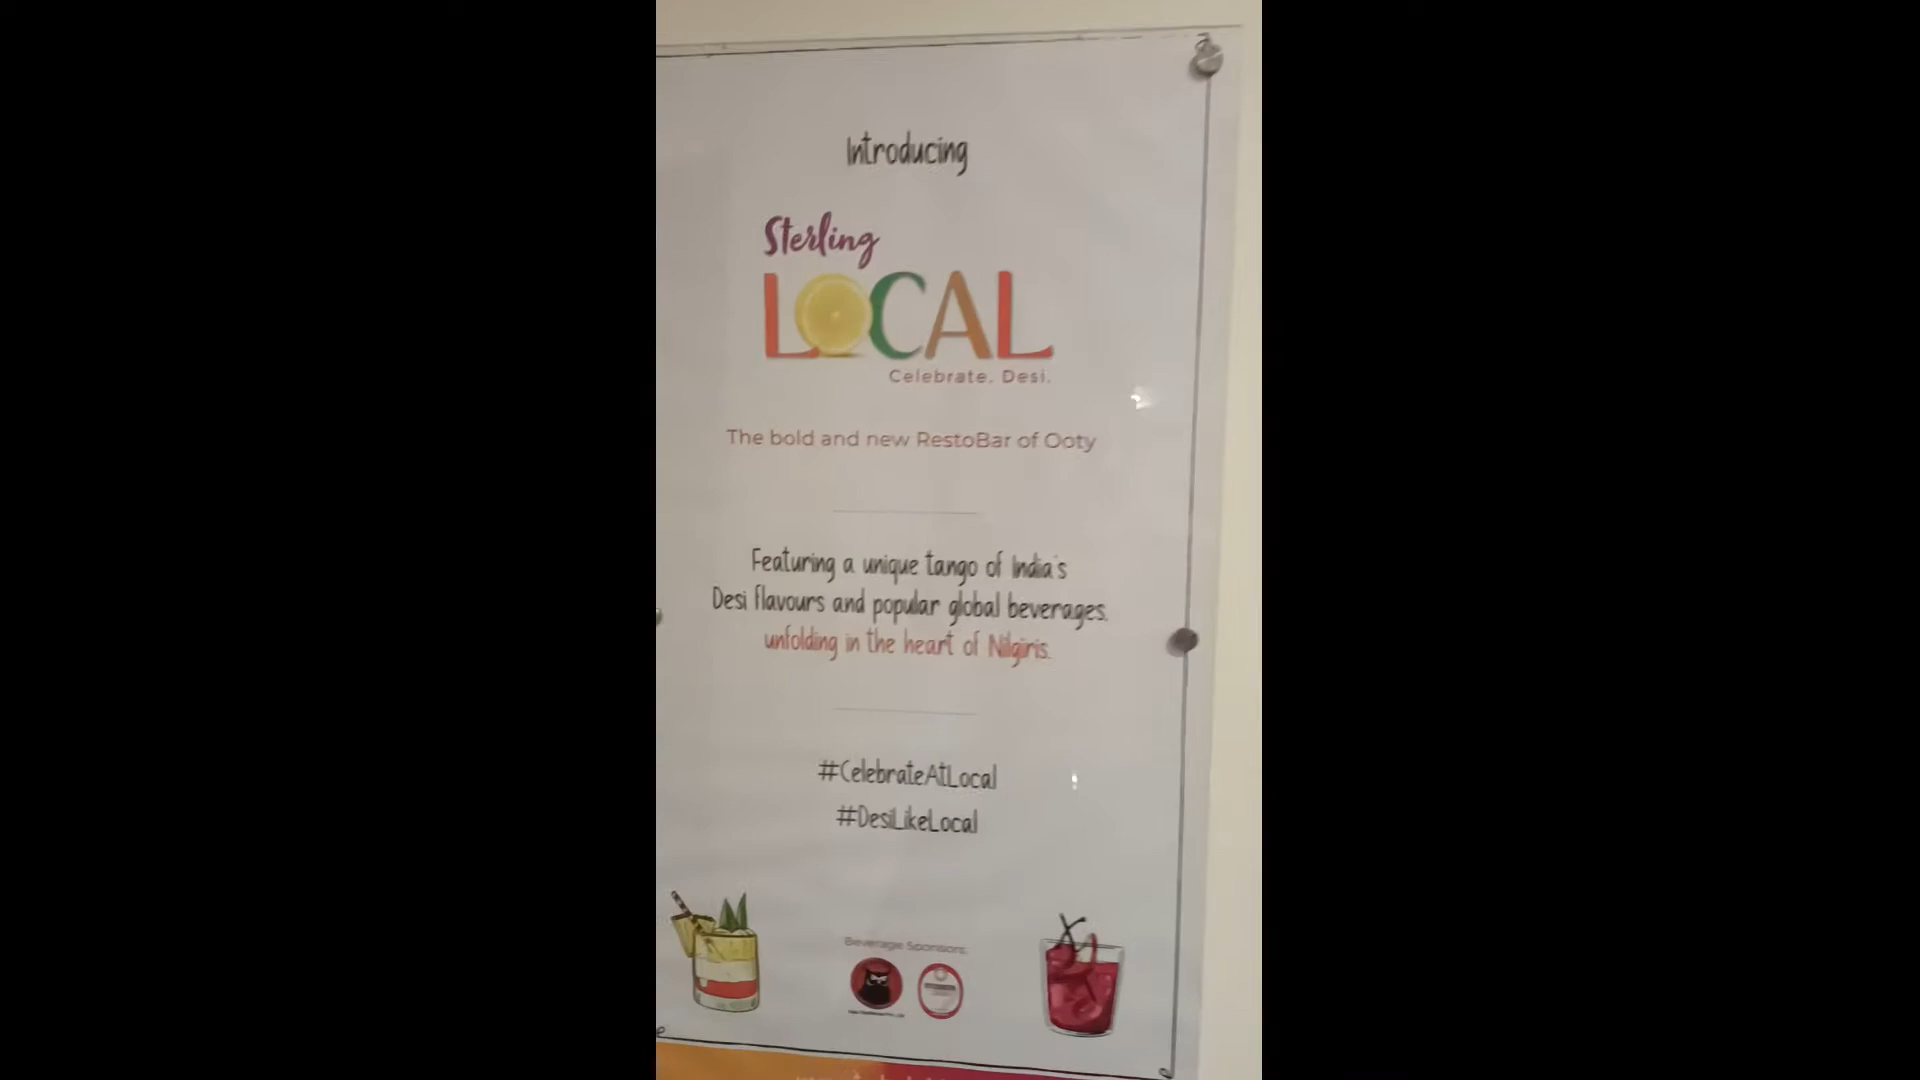 Introducing
Sterling
LOCAL
Celebrate. Desi.
The bold and new RestoBar of Ooty
Featuring a unique tango of India's
Desi flavours and popular global beverages.
unfolding in the heart of Nilgiris.
#CelebrateAtLocal
#DesiLikeLocal
Beverage Sponsors